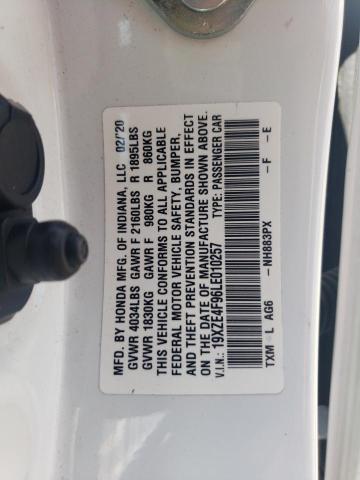 MFD. BY HONDA MFG. OF INDIANA, LLC 02/20
GVWR 4034LBS GAWR F 2160LBS R 1895LBS
GVWR 1830KG GAWR F 980KG R 860KG
THIS VEHICLE CONFORMS TO ALL APPLICABLE
FEDERAL MOTOR VEHICLE SAFETY, BUMPER,
AND THEFT PREVENTION STANDARDS IN EFFECT
ON THE DATE OF MANUFACTURE SHOWN ABOVE.
V.I.N.: 19XZE4F96LE010257 TYPE: PASSENGER CAR
TXM L AG6 -NH883PX -F -E